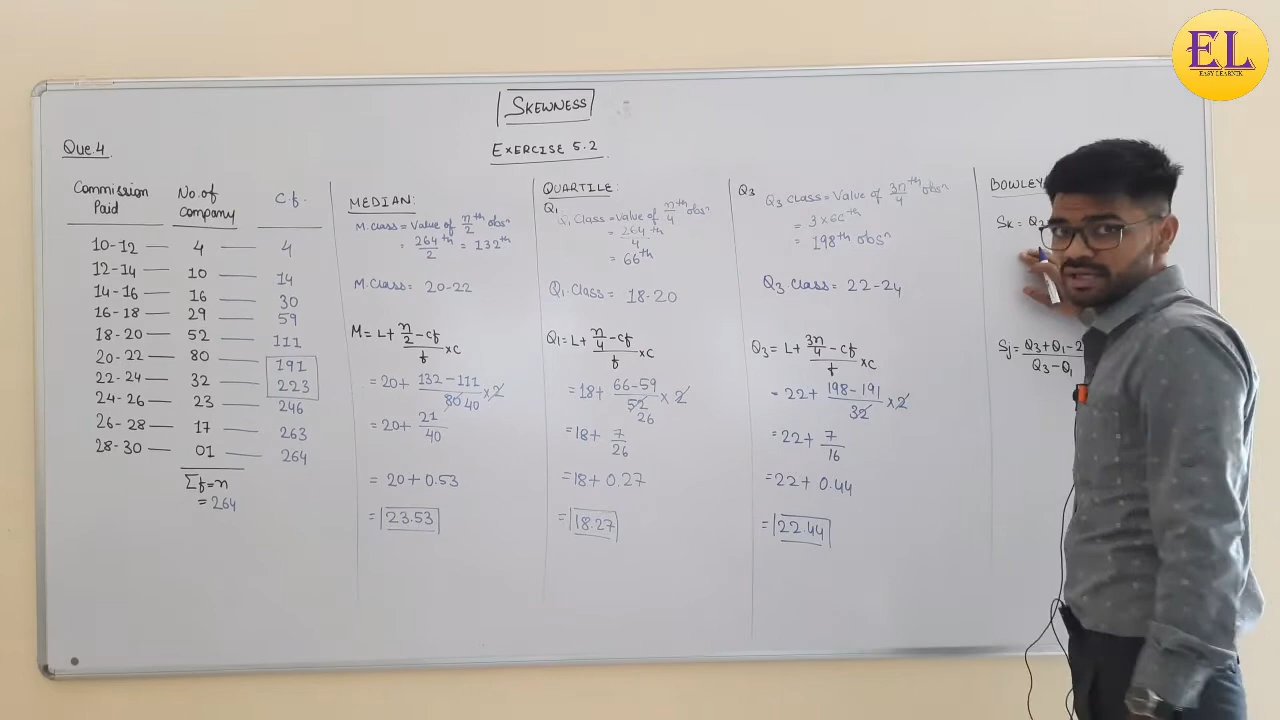 EL
EASY LEARNER
SKEWNESS
EXERCISE 5.2
Que.4
Commission Paid | No. of company | C.f.
10-12 — 4 — 4
12-14 — 10 — 14
14-16 — 16 — 30
16-18 — 29 — 59
18-20 — 52 — 111
20-22 — 80 — 191
22-24 — 32 — 223
24-26 — 23 — 246
26-28 — 17 — 263
28-30 — 01 — 264
Σf=n
= 264
MEDIAN:
M.class = Value of n/2 th obsn
= 264/2 th = 132th
M.class = 20-22
M = L+ (n/2 - cf)/f × C
= 20+ (132-111)/80 40 × 2
= 20+ 21/40
= 20+0.53
= 23.53
QUARTILE:
Q1
Q1 Class = Value of n/4 th obsn
= 264/4 th
= 66th
Q1.Class = 18-20
Q1= L+ (n/4 - cf)/f × C
= 18+ (66-59)/52 26 × 2
= 18+ 7/26
= 18+0.27
= 18.27
Q3
Q3 Class = Value of 3n/4 th obsn
= 3×66th
= 198th obsn
Q3.Class = 22-24
Q3= L+ (3n/4 - cf)/f × C
= 22+ (198-191)/32 × 2
= 22+ 7/16
= 22+ 0.44
= 22.44
BOWLEY
Sk = Q3
Sj = Q3+Q1-2
Q3-Q1